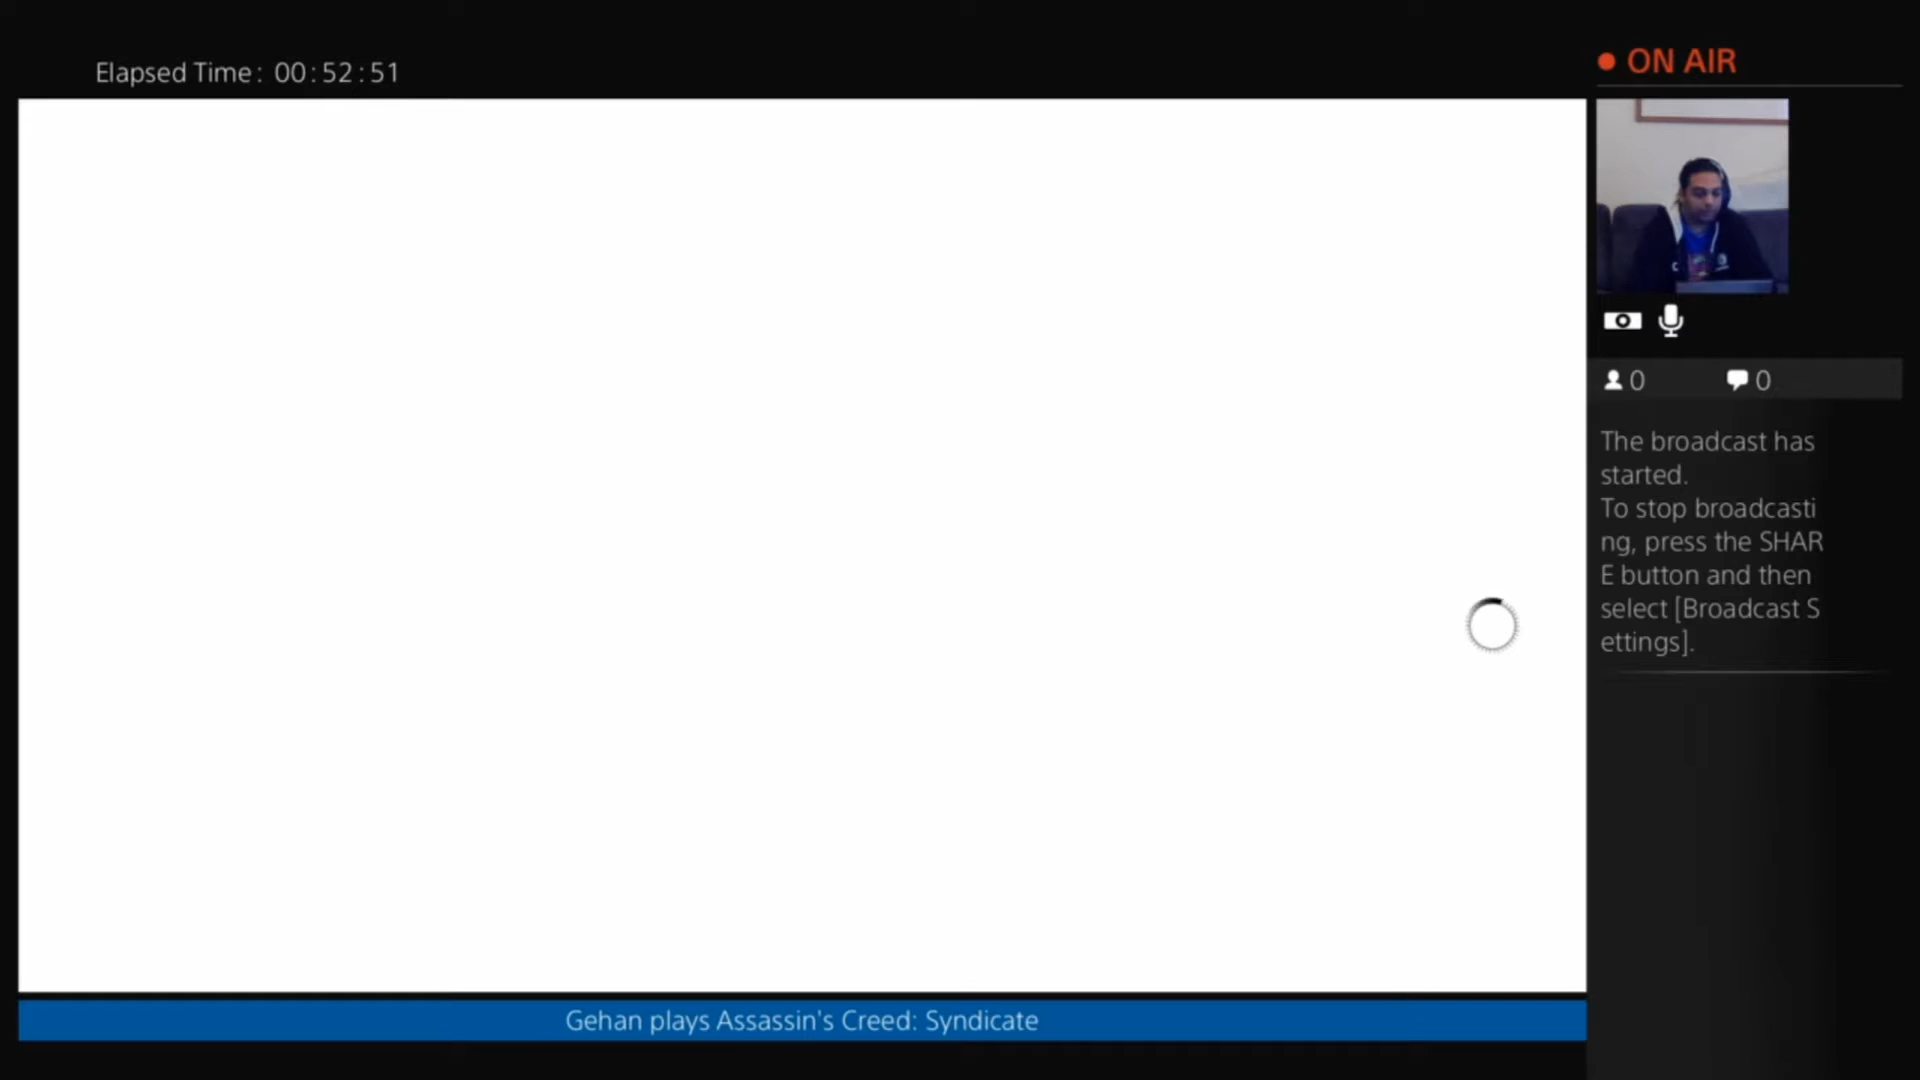 Elapsed Time: 00:52:51
ON AIR
0 0
The broadcast has
started.
To stop broadcasti
ng, press the SHAR
E button and then
select [Broadcast S
ettings].
Gehan plays Assassin's Creed: Syndicate